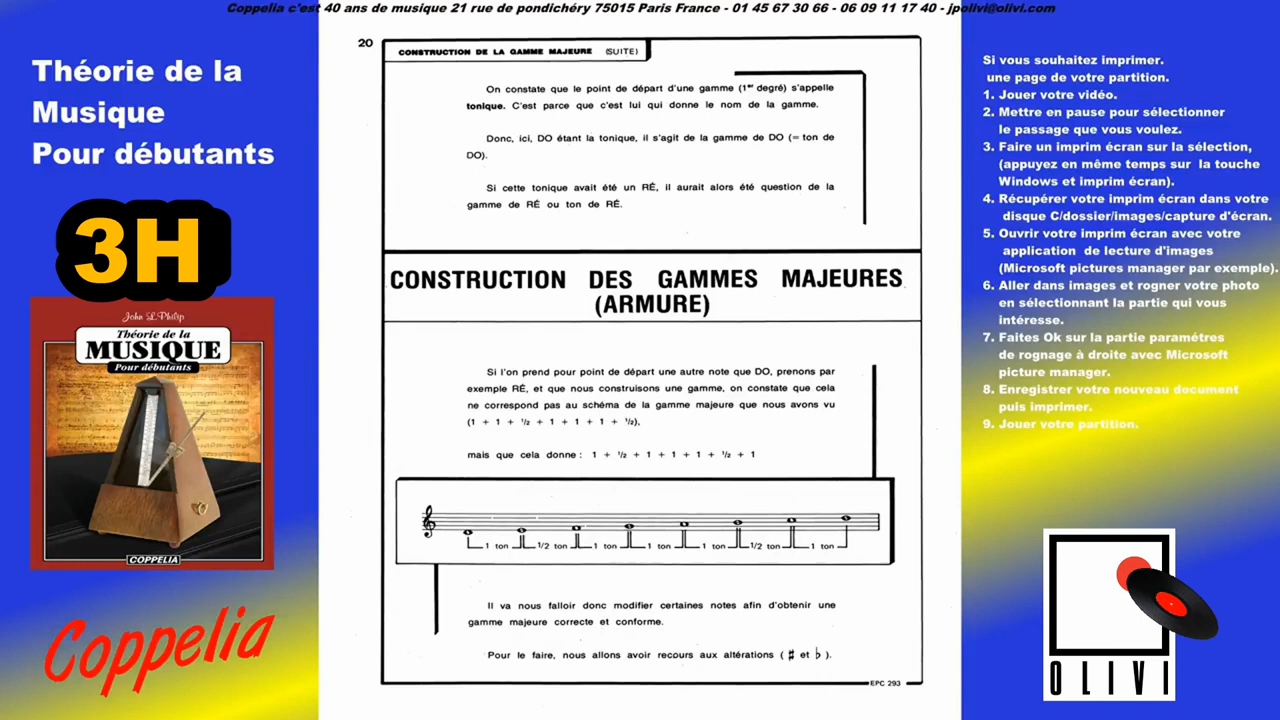 Coppelia c'est 40 ans de musique 21 rue de pondichéry 75015 Paris France - 01 45 67 30 66 - 06 09 11 17 40 - jpolivi@olivi.com
Théorie de la
Musique
Pour débutants
3H
John L. Philip
Théorie de la
MUSIQUE
Pour débutants
COPPELIA
Coppelia
20
CONSTRUCTION DE LA GAMME MAJEURE (SUITE)
On constate que le point de départ d'une gamme (1er degré) s'appelle
tonique. C'est parce que c'est lui qui donne le nom de la gamme.
Donc, ici, DO étant la tonique, il s'agit de la gamme de DO (= ton de
DO).
Si cette tonique avait été un RÉ, il aurait alors été question de la
gamme de RÉ ou ton de RÉ.
CONSTRUCTION DES GAMMES MAJEURES
(ARMURE)
Si l'on prend pour point de départ une autre note que DO, prenons par
exemple RÉ, et que nous construisons une gamme, on constate que cela
ne correspond pas au schéma de la gamme majeure que nous avons vu
(1 + 1 + 1/2 + 1 + 1 + 1 + 1/2),
mais que cela donne : 1 + 1/2 + 1 + 1 + 1 + 1/2 + 1
1 ton 1/2 ton 1 ton 1 ton 1 ton 1/2 ton 1 ton
Il va nous falloir donc modifier certaines notes afin d'obtenir une
gamme majeure correcte et conforme.
Pour le faire, nous allons avoir recours aux altérations (♯ et ♭).
EPC 293
Si vous souhaitez imprimer.
une page de votre partition.
1. Jouer votre vidéo.
2. Mettre en pause pour sélectionner
le passage que vous voulez.
3. Faire un imprim écran sur la sélection,
(appuyez en même temps sur la touche
Windows et imprim écran).
4. Récupérer votre imprim écran dans votre
disque C/dossier/images/capture d'écran.
5. Ouvrir votre imprim écran avec votre
application de lecture d'images
(Microsoft pictures manager par exemple).
6. Aller dans images et rogner votre photo
en sélectionnant la partie qui vous
intéresse.
7. Faites Ok sur la partie paramétres
de rognage à droite avec Microsoft
picture manager.
8. Enregistrer votre nouveau document
puis imprimer.
9. Jouer votre partition.
OLIVI